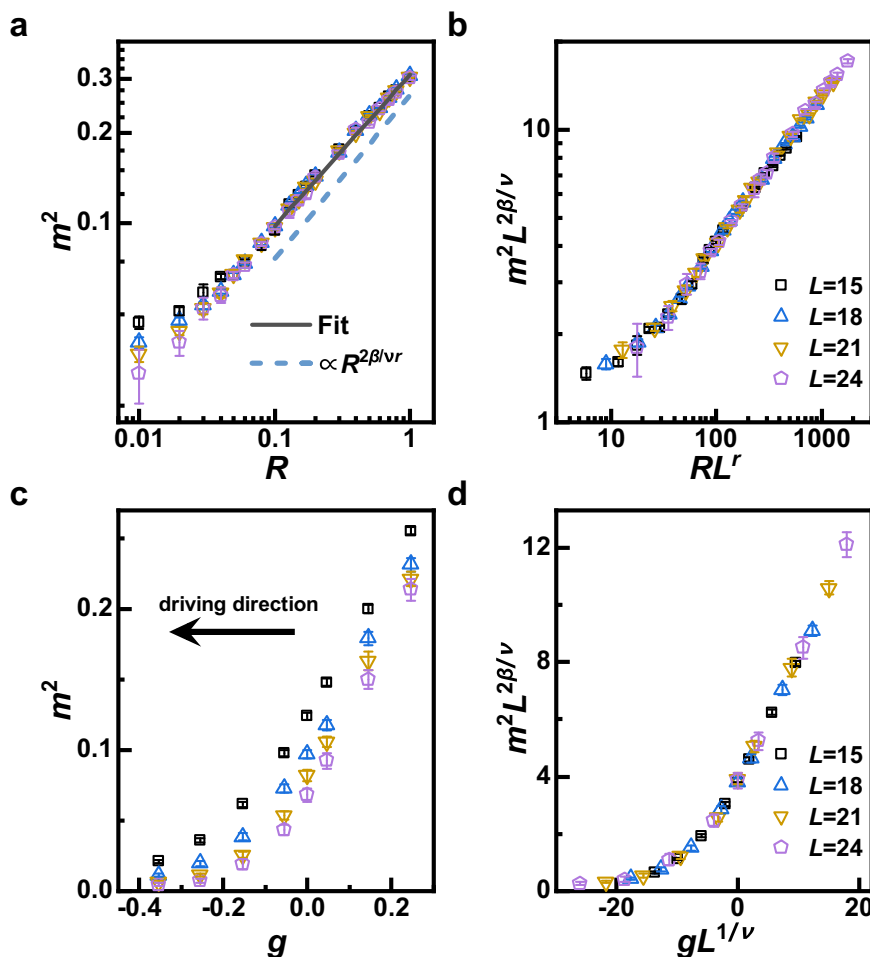 a
m²
0.3
0.2
0.1
0.01
0.1
1
R
Fit
∝R^{2β/νr}
b
m²L^{2β/ν}
10
1
10
100
1000
RL^r
L=15
L=18
L=21
L=24
c
m²
0.2
0.1
0.0
-0.4
-0.2
0.0
0.2
g
driving direction
d
m²L^{2β/ν}
12
8
4
0
-20
0
20
gL^{1/ν}
L=15
L=18
L=21
L=24